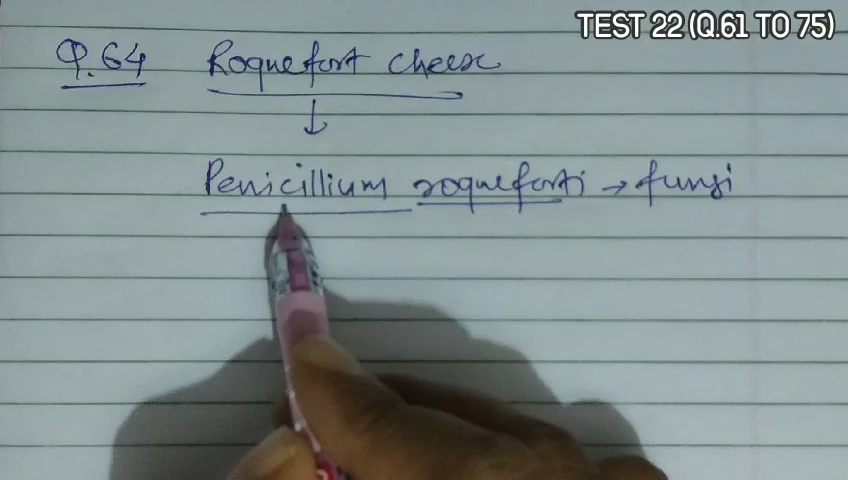 TEST 22 (Q.61 TO 75)
Q.64 Roquefort cheese
Penicillium roqueforti → fungi